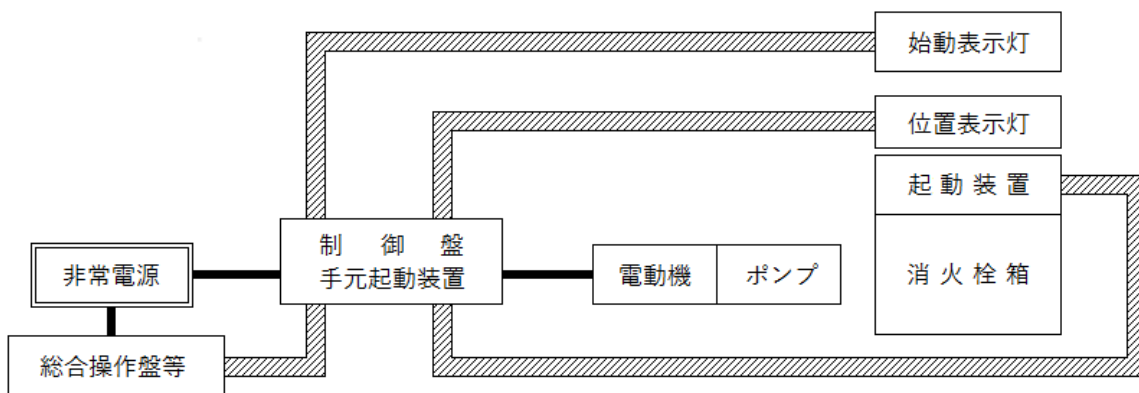 始動表示灯
位置表示灯
起動装置
制御盤
手元起動装置
非常電源
電動機
ポンプ
消火栓箱
総合操作盤等